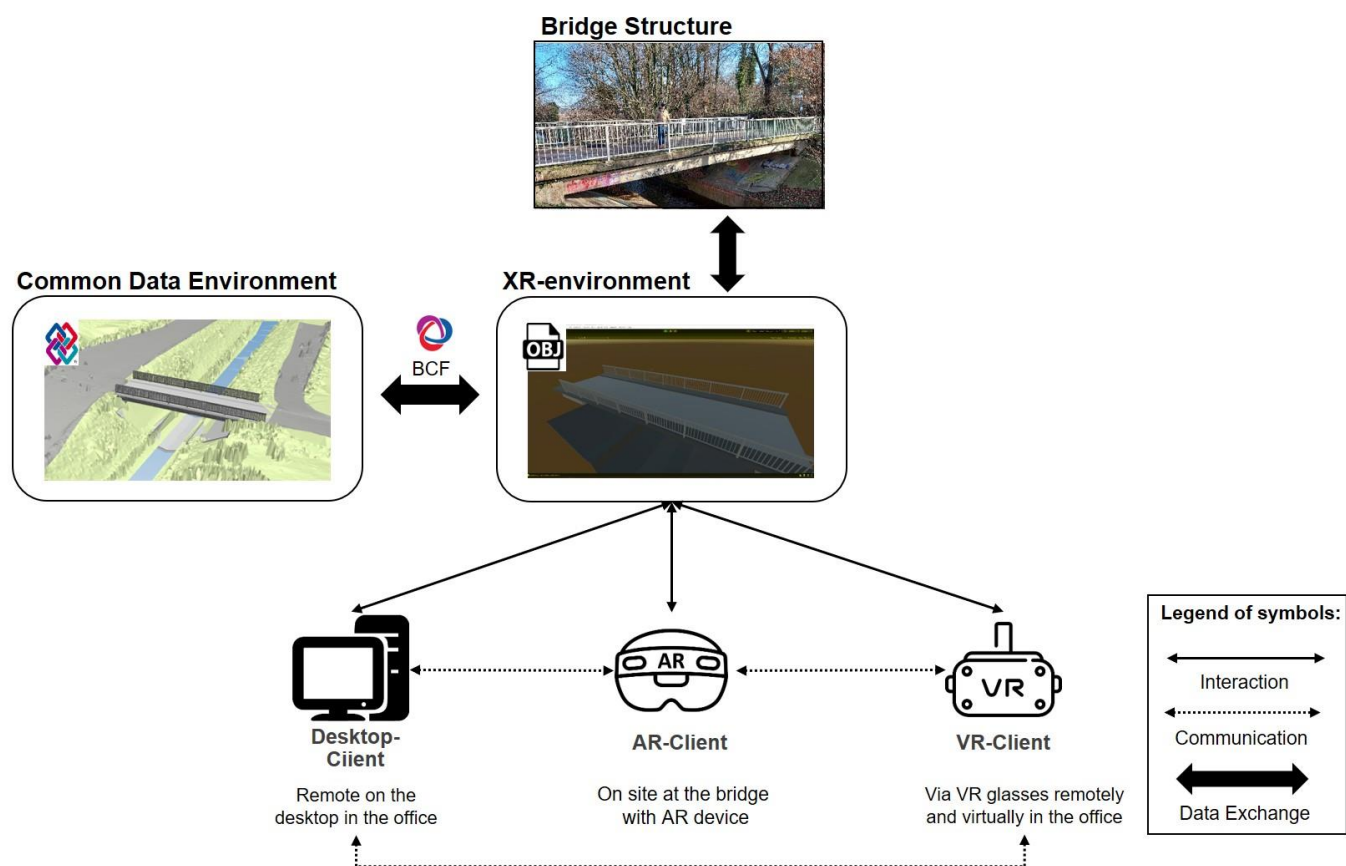 Bridge Structure
Common Data Environment
XR-environment
OBJ
BCF
AR
VR
Desktop-
Ciient
AR-Client
VR-Client
Remote on the
desktop in the office
On site at the bridge
with AR device
Via VR glasses remotely
and virtually in the office
Legend of symbols:
Interaction
Communication
Data Exchange